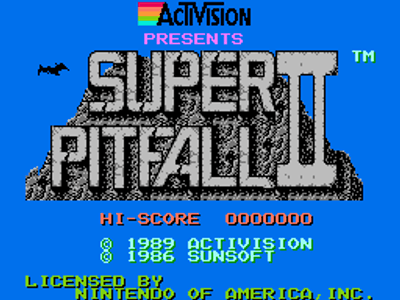 ACTIVISION
PRESENTS
SUPER II ™
PITFALL
HI-SCORE 0000000
© 1989 ACTIVISION
© 1986 SUNSOFT
LICENSED BY
NINTENDO OF AMERICA, INC.